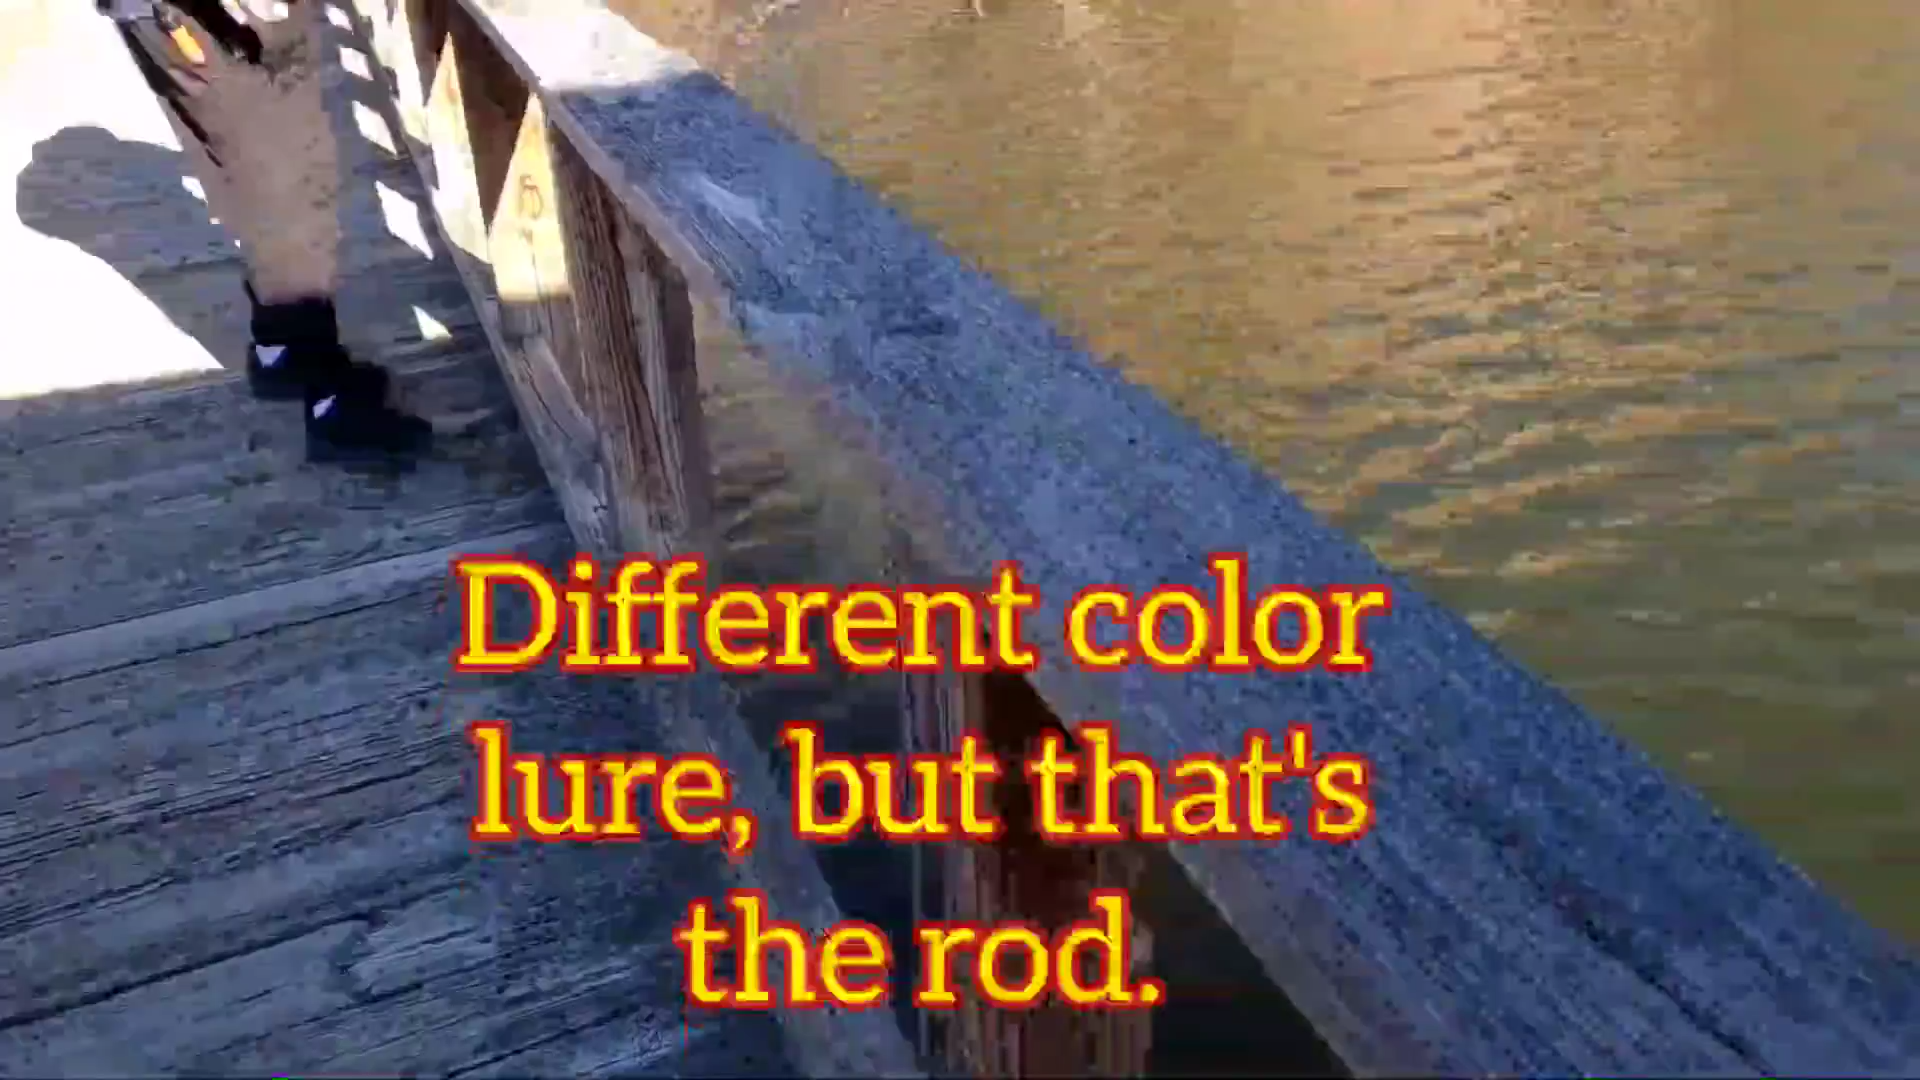 Different color
lure, but that's
the rod.